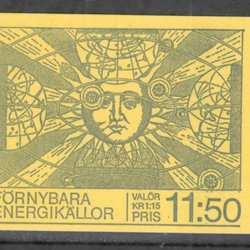 FÖRNYBARA
ENERGIKÄLLOR
VALÖR
KR1:15
PRIS
11:50